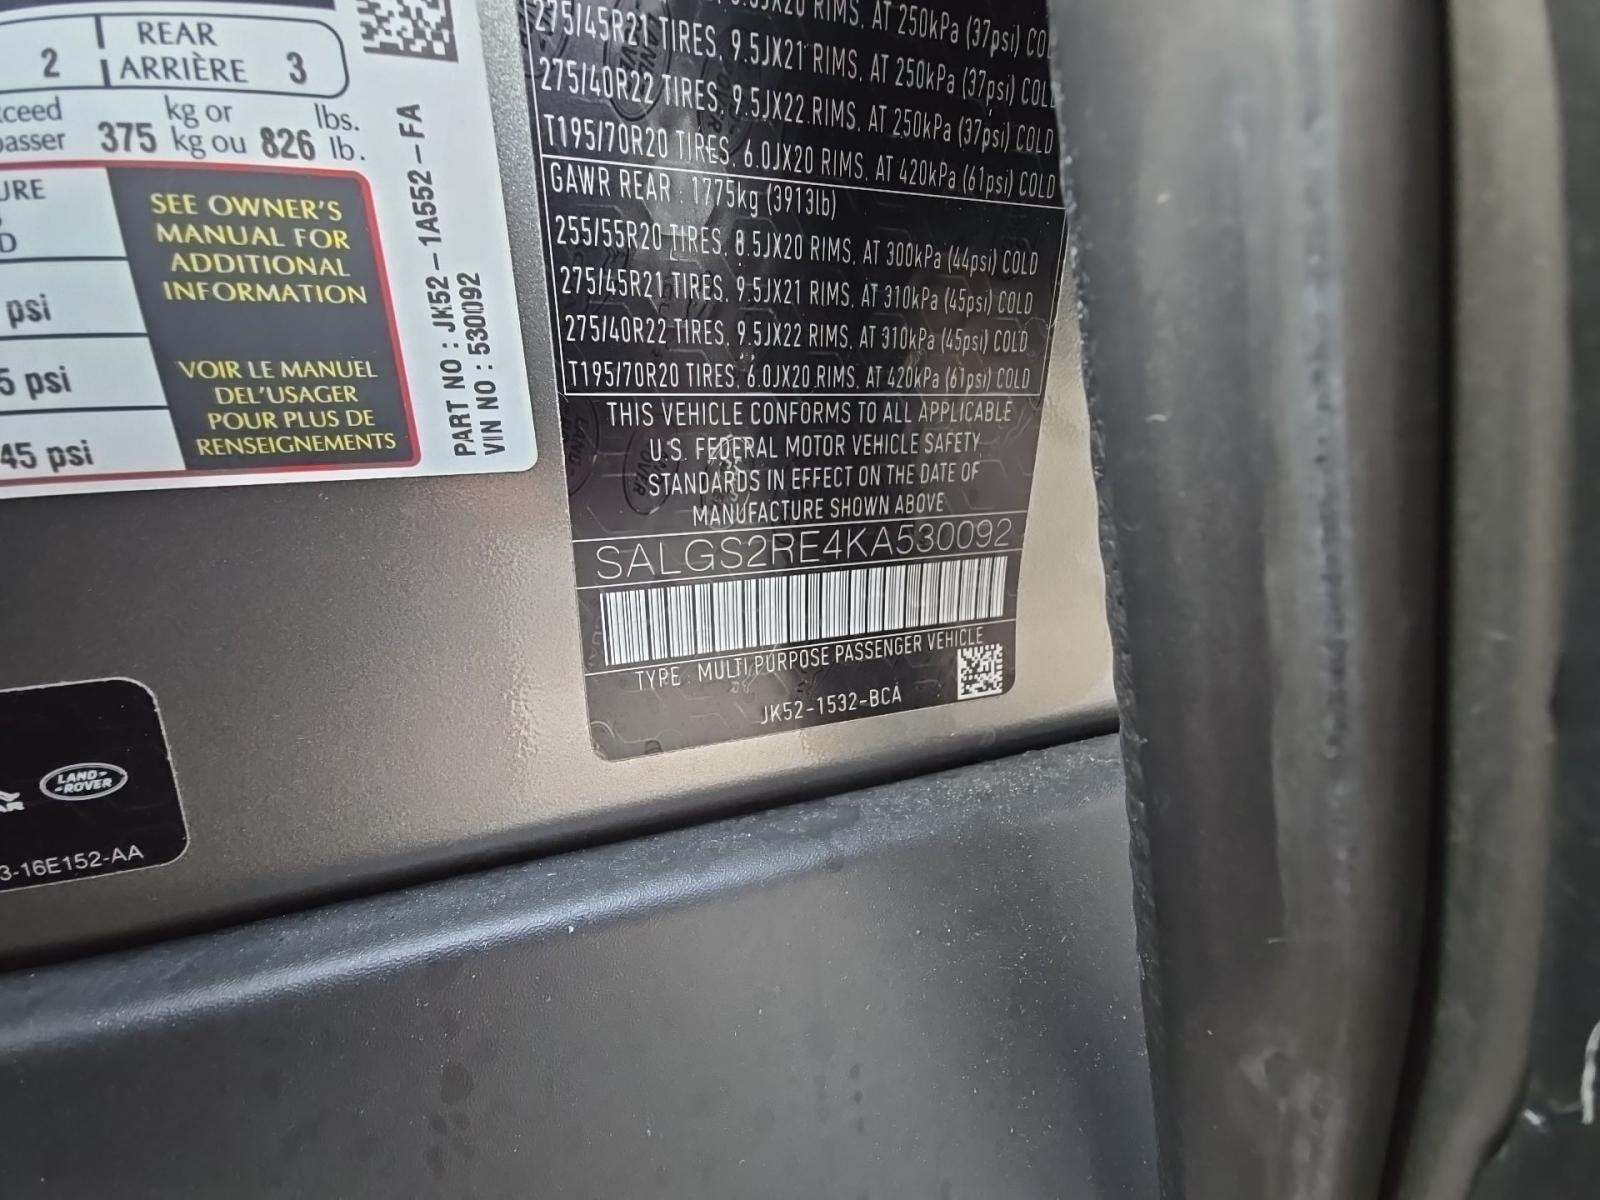 2 REAR
ARRIÈRE 3
kg or lbs.
375 kg ou 826 lb.
SEE OWNER'S
MANUAL FOR
ADDITIONAL
INFORMATION
psi
5 psi
45 psi
VOIR LE MANUEL
DEL'USAGER
POUR PLUS DE
RENSEIGNEMENTS
PART NO : JK52-1A552-FA
VIN NO : 530092
RIMS, AT 250kPa (37psi)
275/45R21 TIRES, 9.5JX21 RIMS, AT 250kPa (37psi)
275/40R22 TIRES, 9.5JX22 RIMS, AT 250kPa (37psi) COLD
T195/70R20 TIRES, 6.0JX20 RIMS, AT 420kPa (61psi) COLD
GAWR REAR : 1775kg (3913lb)
255/55R20 TIRES, 8.5JX20 RIMS, AT 300kPa (44psi) COLD
275/45R21 TIRES, 9.5JX21 RIMS, AT 310kPa (45psi) COLD
275/40R22 TIRES, 9.5JX22 RIMS, AT 310kPa (45psi) COLD
T195/70R20 TIRES, 6.0JX20 RIMS, AT 420kPa (61psi) COLD
THIS VEHICLE CONFORMS TO ALL APPLICABLE
U.S. FEDERAL MOTOR VEHICLE SAFETY
STANDARDS IN EFFECT ON THE DATE OF
MANUFACTURE SHOWN ABOVE
SALGS2RE4KA530092
TYPE : MULTI PURPOSE PASSENGER VEHICLE
JK52-1532-BCA
LAND-
-ROVER
3-16E152-AA